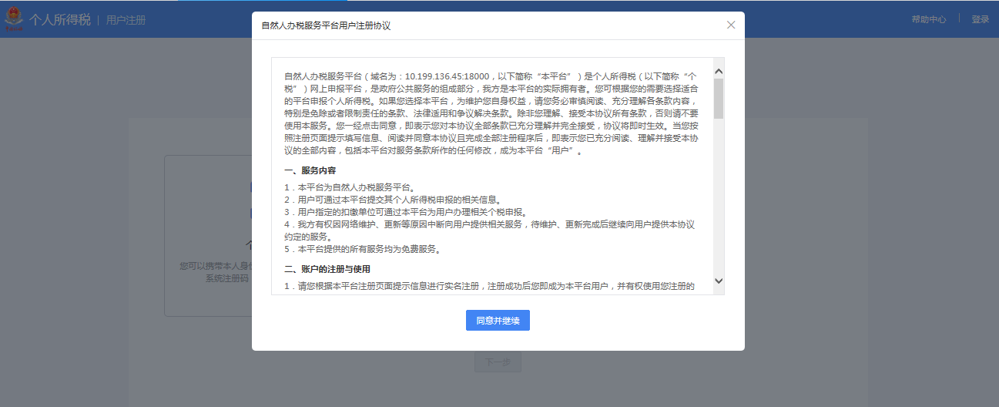 个人所得税 | 用户注册
帮助中心 | 登录
自然人办税服务平台用户注册协议
自然人办税服务平台（域名为：10.199.136.45:18000，以下简称“本平台”）是个人所得税（以下简称“个
税”）网上申报平台，是政府公共服务的组成部分，我方是本平台的实际拥有者。您可根据您的需要选择适合
的平台申报个人所得税。如果您选择本平台，为维护您自身权益，请您务必审慎阅读、充分理解各条款内容，
特别是免除或者限制责任的条款、法律适用和争议解决条款。除非您理解、接受本协议所有条款，否则请不要
使用本服务。您一经点击同意，即表示您对本协议全部条款已充分理解并完全接受，协议将即时生效。当您按
照注册页面提示填写信息、阅读并同意本协议且完成全部注册程序后，即表示您已充分阅读、理解并接受本协
议的全部内容，包括本平台对服务条款所作的任何修改，成为本平台“用户”。
一、服务内容
1．本平台为自然人办税服务平台。
2．用户可通过本平台提交其个人所得税申报的相关信息。
3．用户指定的扣缴单位可通过本平台为用户办理相关个税申报。
4．我方有权因网络维护、更新等原因中断向用户提供相关服务，待维护、更新完成后继续向用户提供本协议
约定的服务。
5．本平台提供的所有服务均为免费服务。
二、账户的注册与使用
1．请您根据本平台注册页面提示信息进行实名注册，注册成功后您即成为本平台用户，并有权使用您注册的
您可以携带本人身
系统注册码
同意并继续
下一步